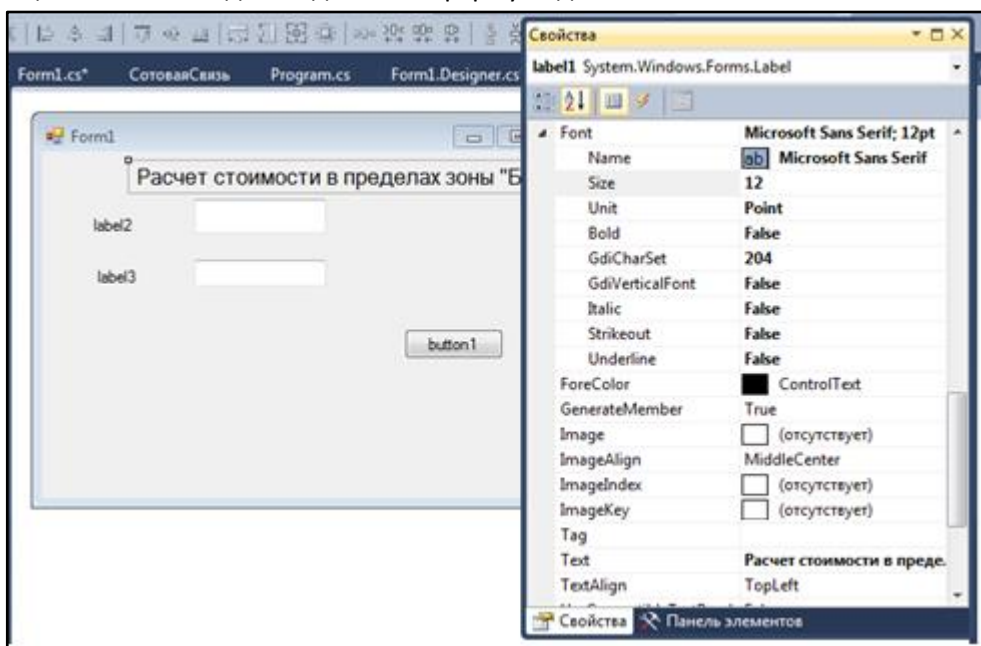 Свойства
label1 System.Windows.Forms.Label
Form1.cs* СотоваяСвязь Program.cs Form1.Designer.cs
Form1
Расчет стоимости в пределах зоны "Б
label2
label3
button1
Font Microsoft Sans Serif; 12pt
Name ab Microsoft Sans Serif
Size 12
Unit Point
Bold False
GdiCharSet 204
GdiVerticalFont False
Italic False
Strikeout False
Underline False
ForeColor ControlText
GenerateMember True
Image (отсутствует)
ImageAlign MiddleCenter
ImageIndex (отсутствует)
ImageKey (отсутствует)
Tag
Text Расчет стоимости в преде.
TextAlign TopLeft
Свойства Панель элементов